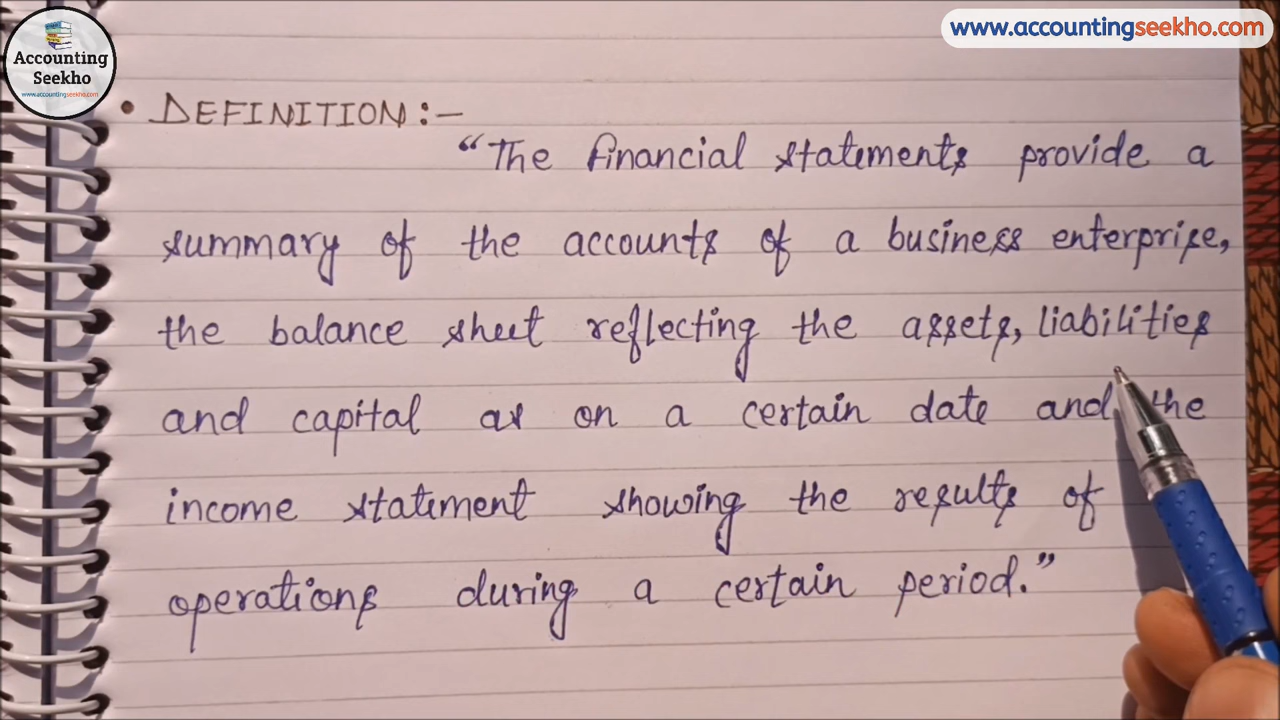 www.accountingseekho.com
Accounting
Seekho
www.accountingseekho.com
• DEFINITION:-
"The financial statements provide a
summary of the accounts of a business enterprise,
the balance sheet reflecting the assets, liabilities
and capital as on a certain date and the
income statement showing the results of
operations during a certain period."